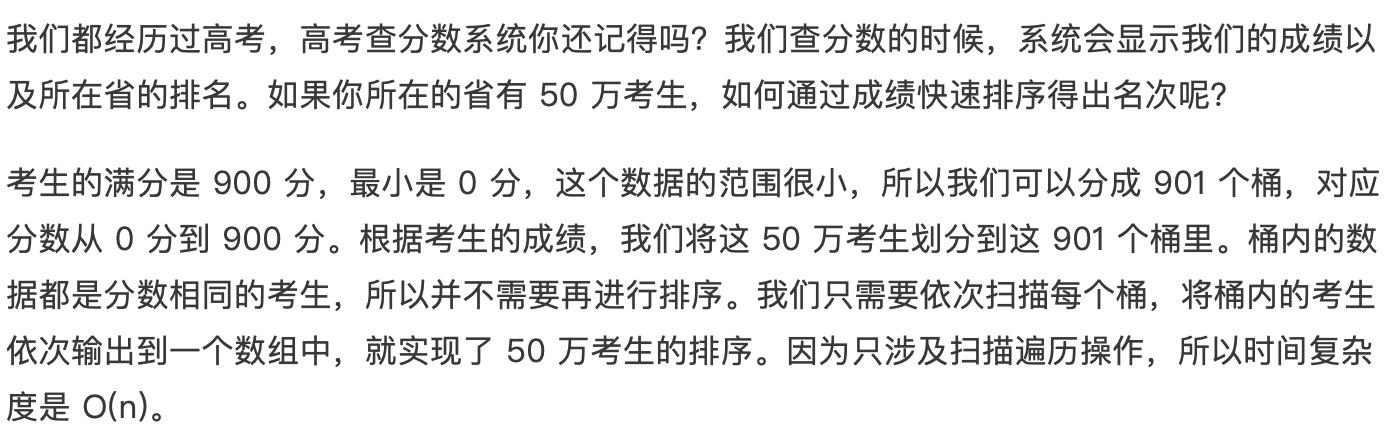 我们都经历过高考，高考查分数系统你还记得吗？我们查分数的时候，系统会显示我们的成绩以
及所在省的排名。如果你所在的省有 50 万考生，如何通过成绩快速排序得出名次呢？
考生的满分是 900 分，最小是 0 分，这个数据的范围很小，所以我们可以分成 901 个桶，对应
分数从 0 分到 900 分。根据考生的成绩，我们将这 50 万考生划分到这 901 个桶里。桶内的数
据都是分数相同的考生，所以并不需要再进行排序。我们只需要依次扫描每个桶，将桶内的考生
依次输出到一个数组中，就实现了 50 万考生的排序。因为只涉及扫描遍历操作，所以时间复杂
度是 O(n)。